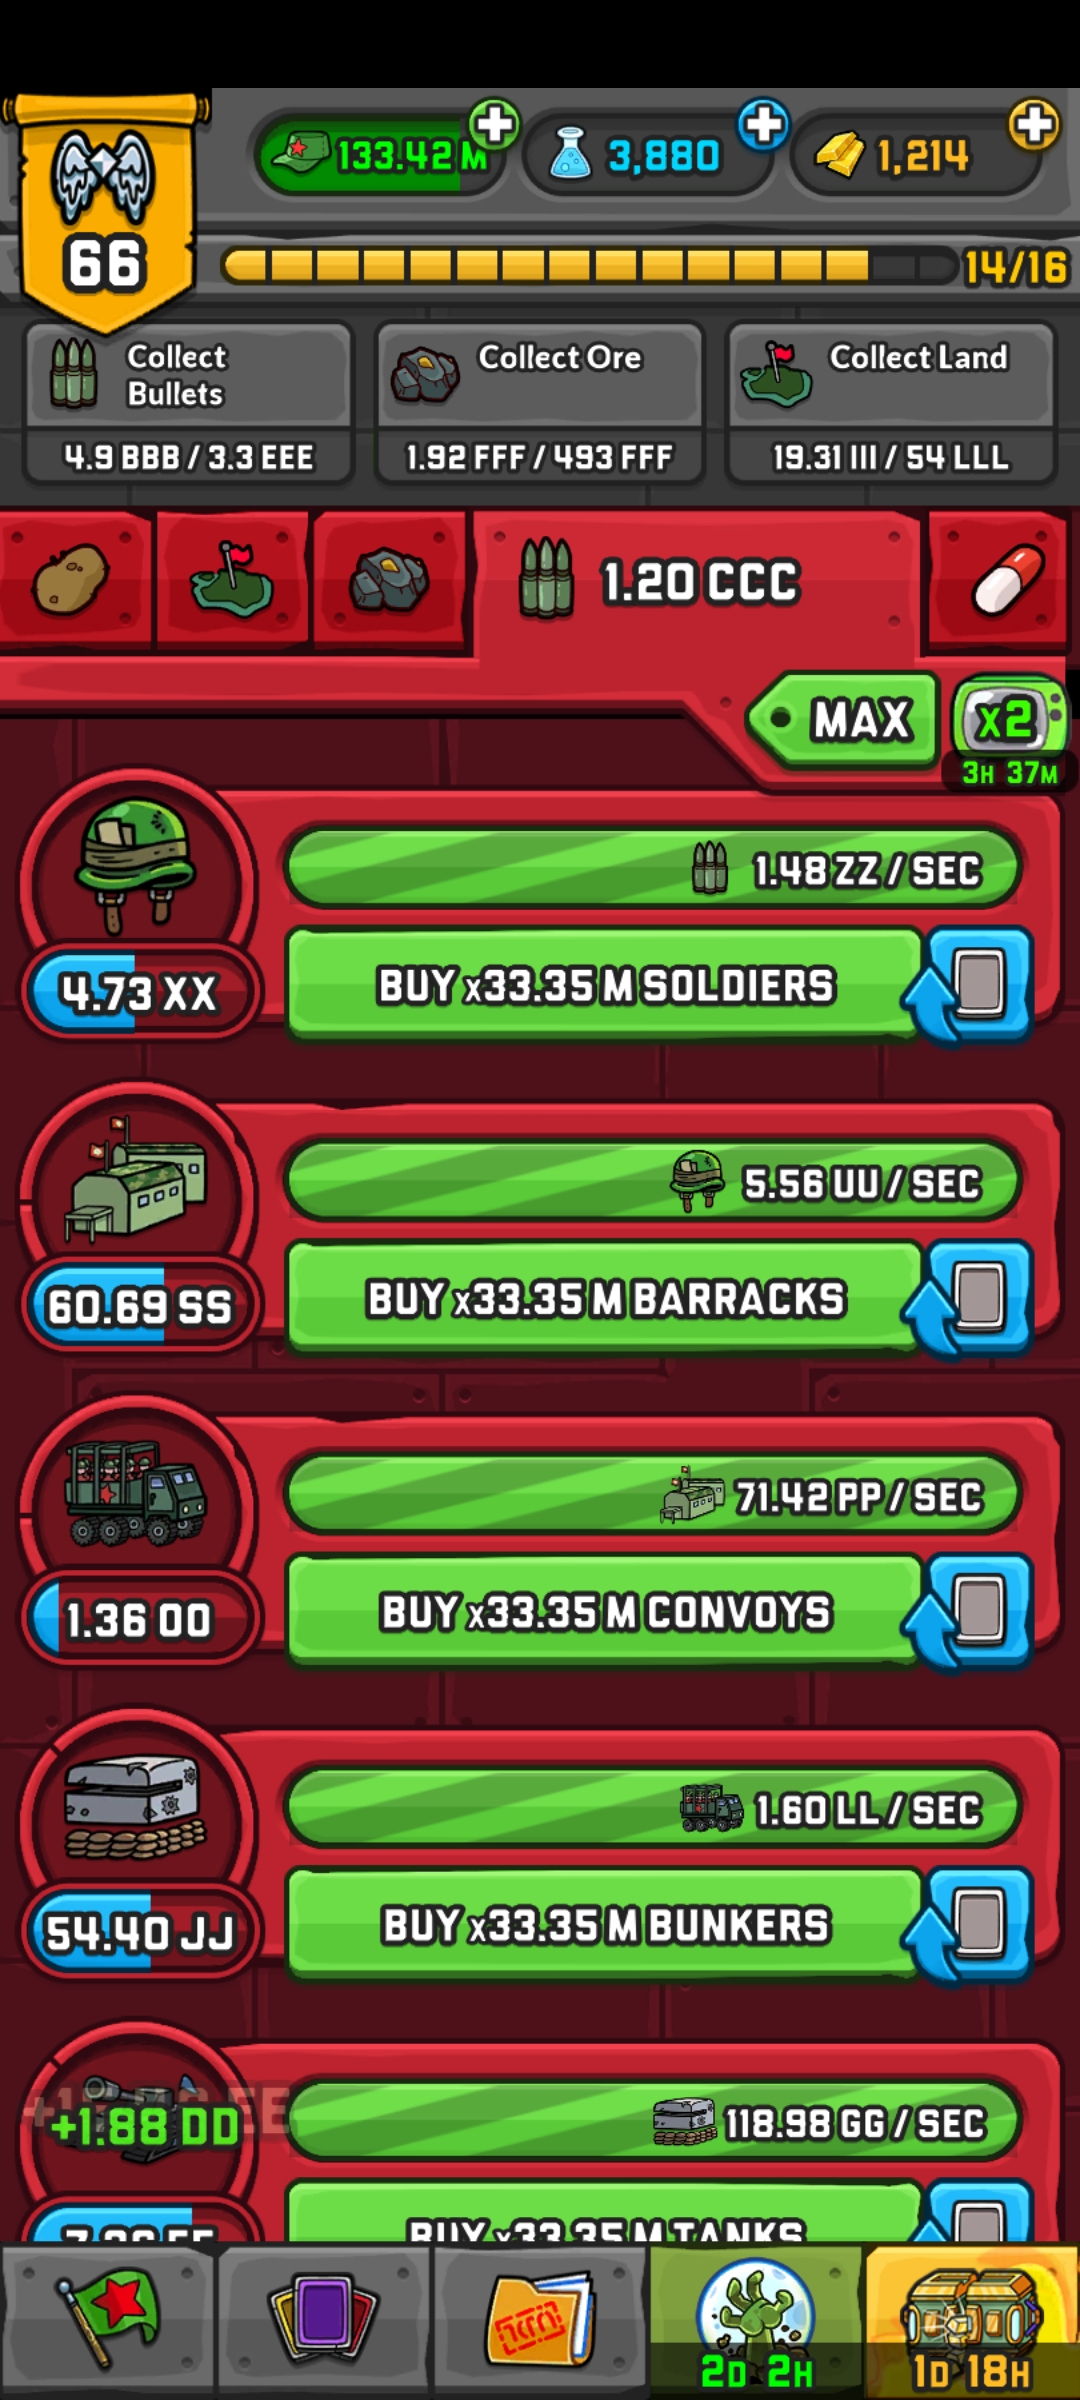 133.42 M
3,880
1,214
66
14/16
Collect
Bullets
Collect Ore
Collect Land
4.9 BBB / 3.3 EEE
1.92 FFF / 493 FFF
19.31 III / 54 LLL
1.20 CCC
MAX
X2
3H 37M
1.48 ZZ / SEC
4.73 XX
BUY x33.35 M SOLDIERS
5.56 UU / SEC
60.69 SS
BUY x33.35 M BARRACKS
71.42 PP / SEC
1.36 OO
BUY x33.35 M CONVOYS
1.60 LL / SEC
54.40 JJ
BUY x33.35 M BUNKERS
+1.88 DD
118.98 GG / SEC
BUY x33.35 M TANKS
2D 2H
1D 18H